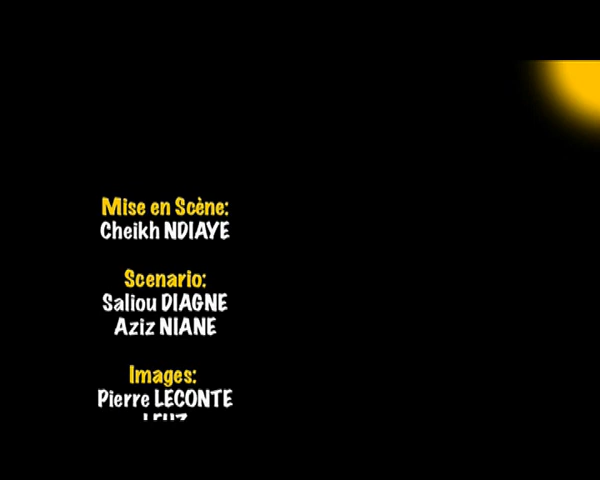 Mise en Scène:
Cheikh NDIAYE
Scenario:
Saliou DIAGNE
Aziz NIANE
Images:
Pierre LECONTE